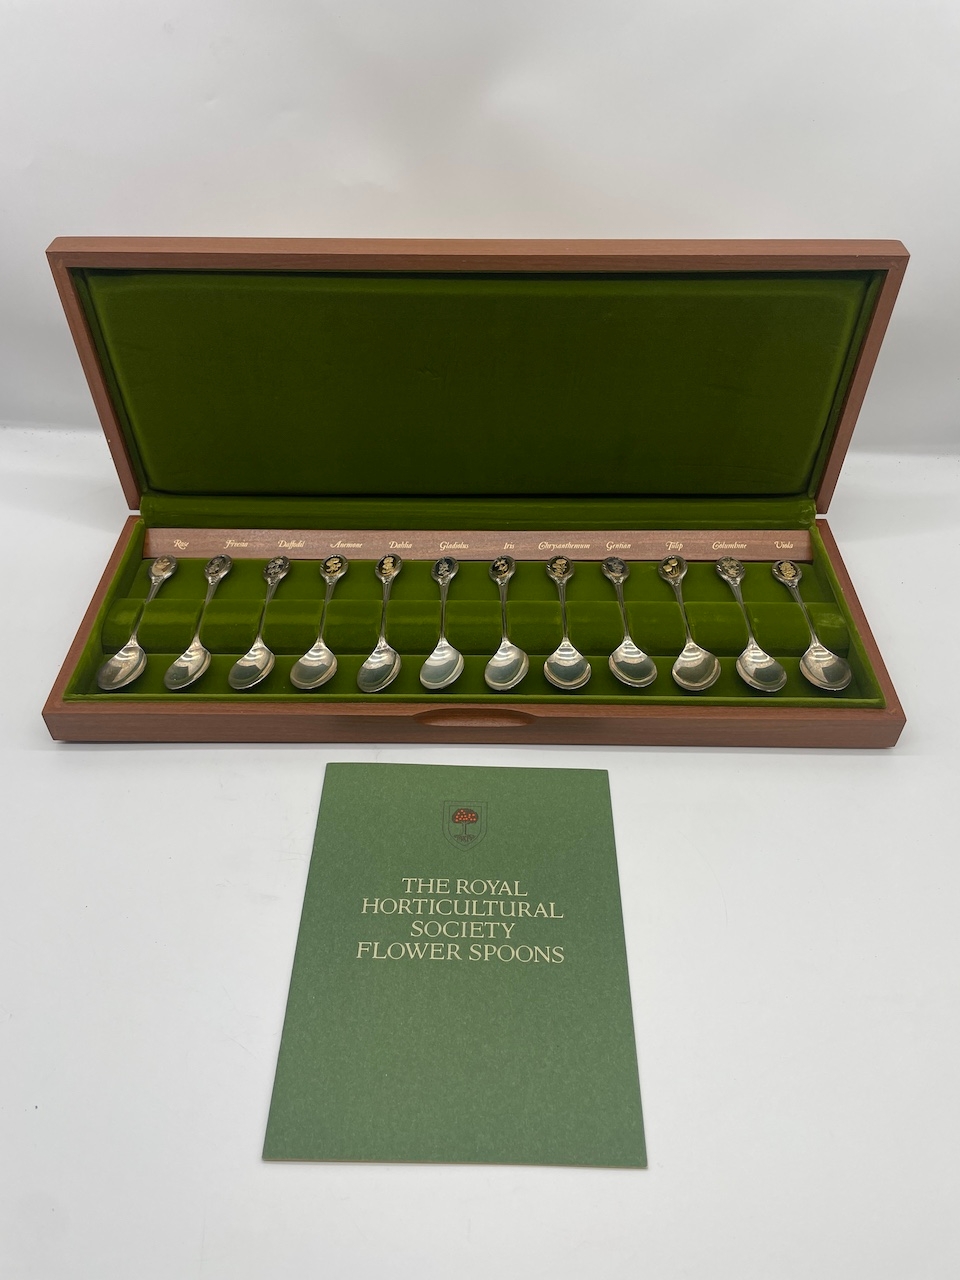 Rose Freesia Daffodil Anemone Dahlia Gladiolus Iris Chrysanthemum Gentian Tulip Columbine Viola
THE ROYAL
HORTICULTURAL
SOCIETY
FLOWER SPOONS